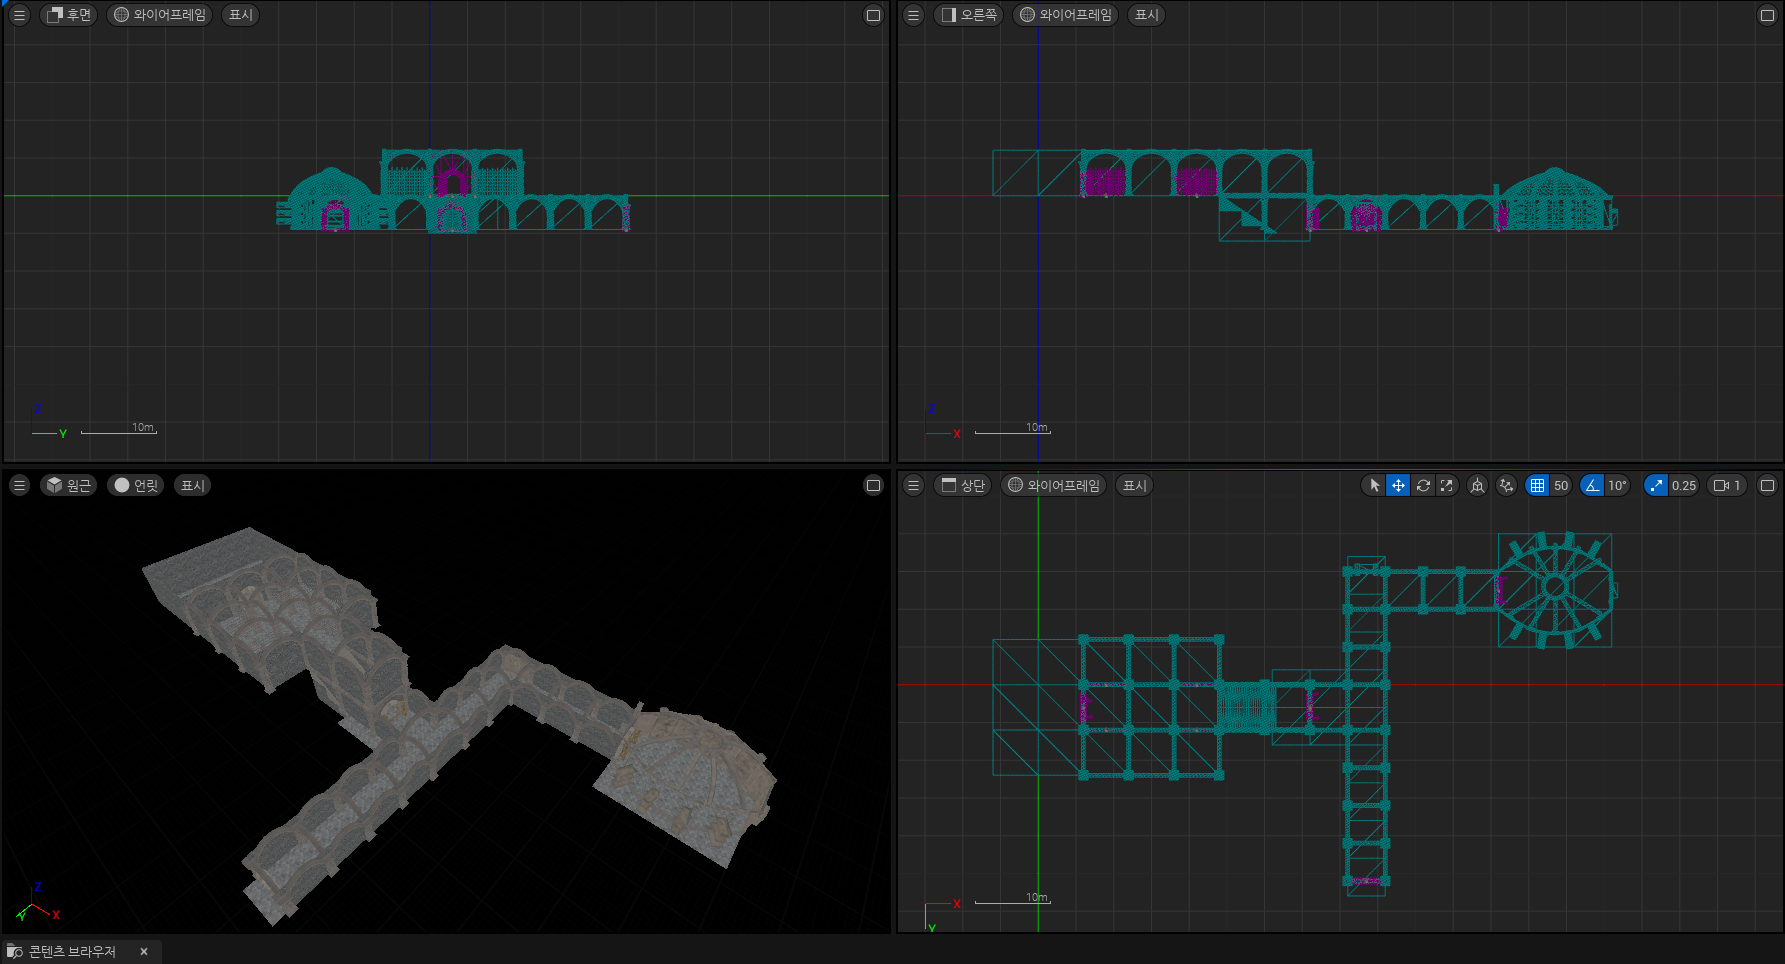 후면 와이어프레임 표시
Z
Y
10m
오른쪽 와이어프레임 표시
Z
X
10m
원근 언릿 표시
Z
Y
X
상단 와이어프레임 표시
50 10° 0.25 1
X
Y
10m
콘텐츠 브라우저